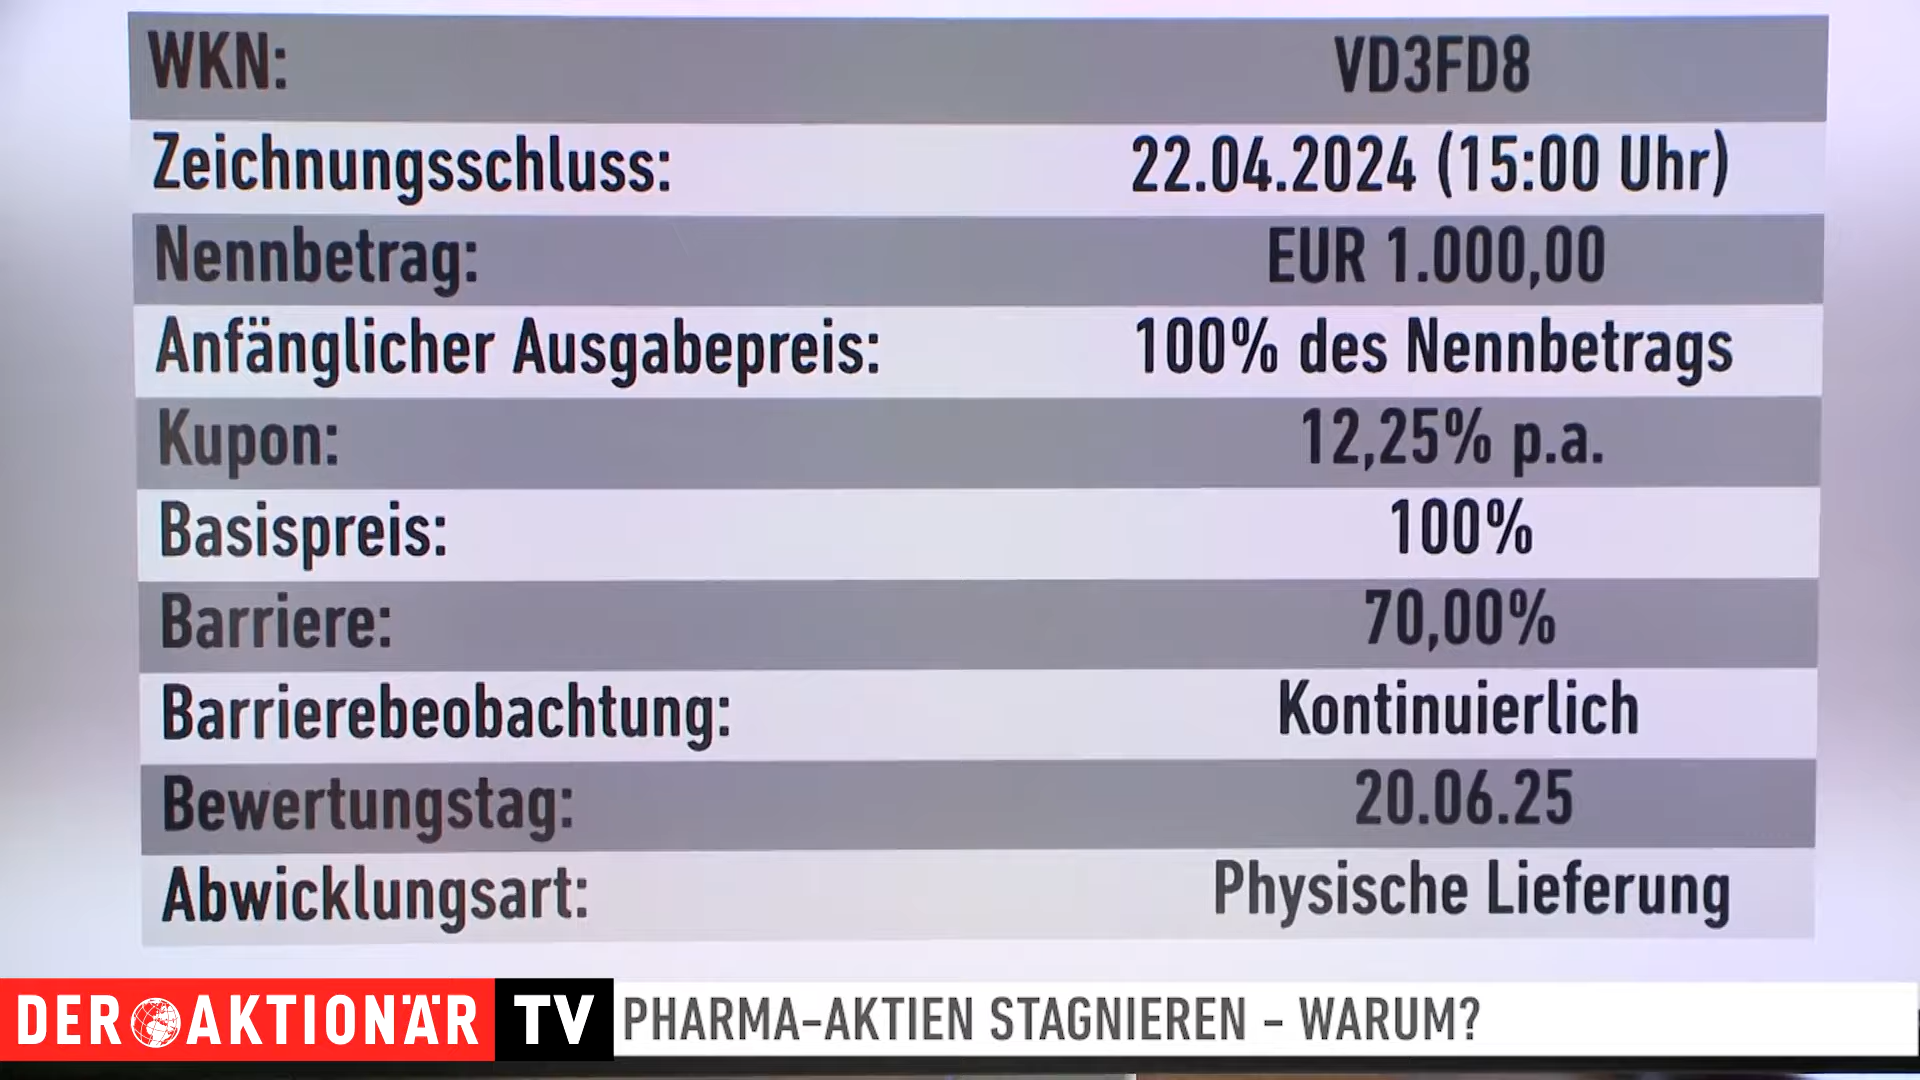 WKN: VD3FD8
Zeichnungsschluss: 22.04.2024 (15:00 Uhr)
Nennbetrag: EUR 1.000,00
Anfänglicher Ausgabepreis: 100% des Nennbetrags
Kupon: 12,25% p.a.
Basispreis: 100%
Barriere: 70,00%
Barrierebeobachtung: Kontinuierlich
Bewertungstag: 20.06.25
Abwicklungsart: Physische Lieferung
DER AKTIONÄR TV PHARMA-AKTIEN STAGNIEREN - WARUM?